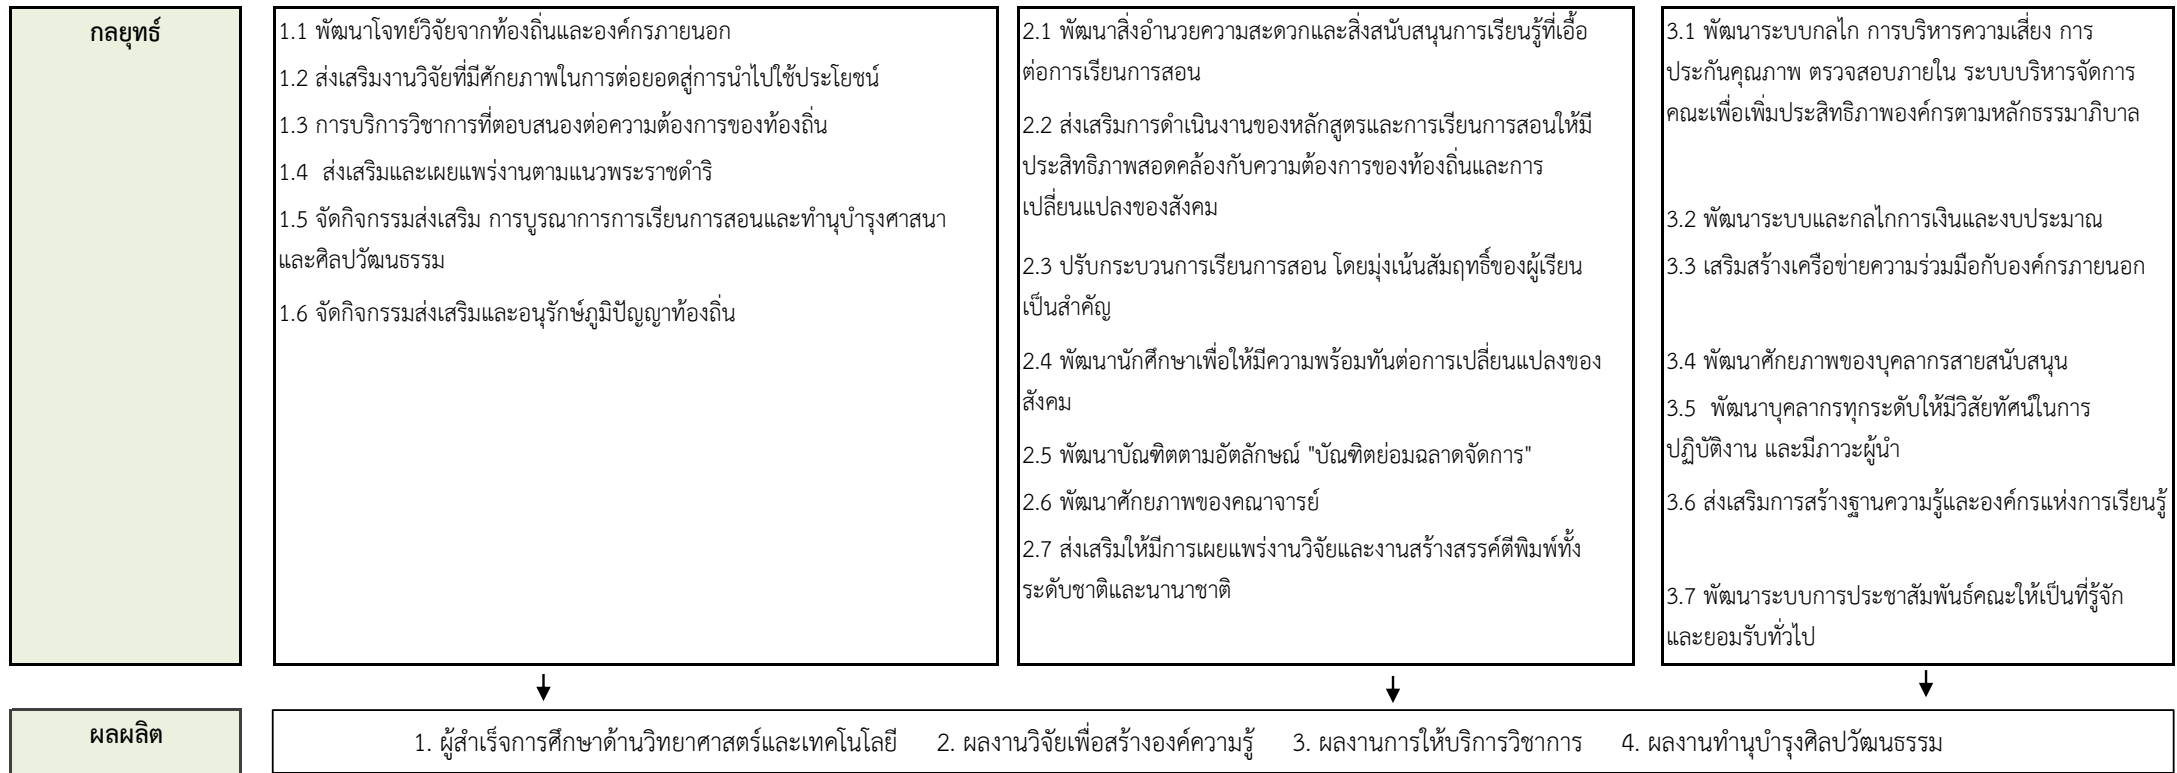 กลยุทธ์
1.1 พัฒนาโจทย์วิจัยจากท้องถิ่นและองค์กรภายนอก
1.2 ส่งเสริมงานวิจัยที่มีศักยภาพในการต่อยอดสู่การนำไปใช้ประโยชน์
1.3 การบริการวิชาการที่ตอบสนองต่อความต้องการของท้องถิ่น
1.4 ส่งเสริมและเผยแพร่งานตามแนวพระราชดำริ
1.5 จัดกิจกรรมส่งเสริม การบูรณาการการเรียนการสอนและทำนุบำรุงศาสนา
และศิลปวัฒนธรรม
1.6 จัดกิจกรรมส่งเสริมและอนุรักษ์ภูมิปัญญาท้องถิ่น
2.1 พัฒนาสิ่งอำนวยความสะดวกและสิ่งสนับสนุนการเรียนรู้ที่เอื้อ
ต่อการเรียนการสอน
2.2 ส่งเสริมการดำเนินงานของหลักสูตรและการเรียนการสอนให้มี
ประสิทธิภาพสอดคล้องกับความต้องการของท้องถิ่นและการ
เปลี่ยนแปลงของสังคม
2.3 ปรับกระบวนการเรียนการสอน โดยมุ่งเน้นสัมฤทธิ์ของผู้เรียน
เป็นสำคัญ
2.4 พัฒนานักศึกษาเพื่อให้มีความพร้อมทันต่อการเปลี่ยนแปลงของ
สังคม
2.5 พัฒนาบัณฑิตตามอัตลักษณ์ "บัณฑิตย่อมฉลาดจัดการ"
2.6 พัฒนาศักยภาพของคณาจารย์
2.7 ส่งเสริมให้มีการเผยแพร่งานวิจัยและงานสร้างสรรค์ตีพิมพ์ทั้ง
ระดับชาติและนานาชาติ
3.1 พัฒนาระบบกลไก การบริหารความเสี่ยง การ
ประกันคุณภาพ ตรวจสอบภายใน ระบบบริหารจัดการ
คณะเพื่อเพิ่มประสิทธิภาพองค์กรตามหลักธรรมาภิบาล
3.2 พัฒนาระบบและกลไกการเงินและงบประมาณ
3.3 เสริมสร้างเครือข่ายความร่วมมือกับองค์กรภายนอก
3.4 พัฒนาศักยภาพของบุคลากรสายสนับสนุน
3.5 พัฒนาบุคลากรทุกระดับให้มีวิสัยทัศน์ในการ
ปฏิบัติงาน และมีภาวะผู้นำ
3.6 ส่งเสริมการสร้างฐานความรู้และองค์กรแห่งการเรียนรู้
3.7 พัฒนาระบบการประชาสัมพันธ์คณะให้เป็นที่รู้จัก
และยอมรับทั่วไป
ผลผลิต
1. ผู้สำเร็จการศึกษาด้านวิทยาศาสตร์และเทคโนโลยี 2. ผลงานวิจัยเพื่อสร้างองค์ความรู้ 3. ผลงานการให้บริการวิชาการ 4. ผลงานทำนุบำรุงศิลปวัฒนธรรม